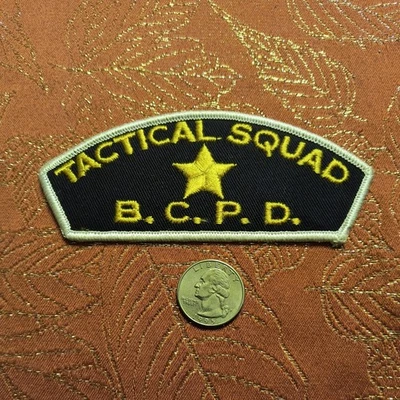 TACTICAL SQUAD
B. C. P. D.